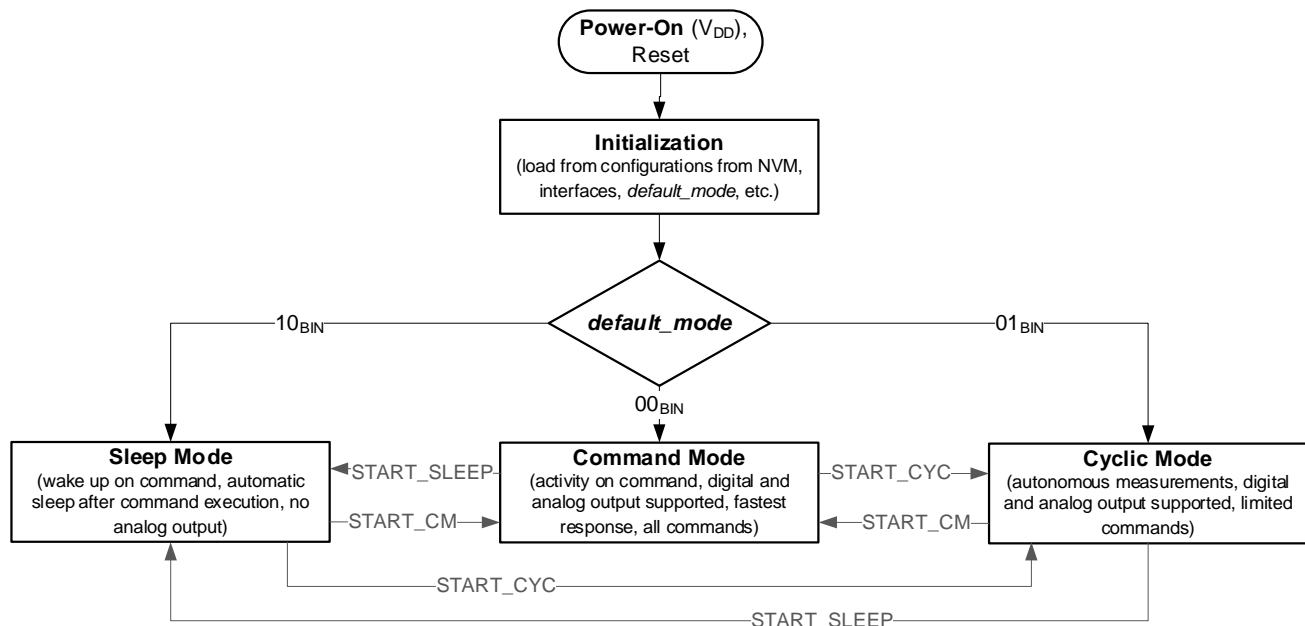 Power-On (VDD),
Reset
Initialization
(load from configurations from NVM,
interfaces, default_mode, etc.)
default_mode
10BIN
01BIN
00BIN
Sleep Mode
(wake up on command, automatic
sleep after command execution, no
analog output)
START_SLEEP
START_CM
Command Mode
(activity on command, digital and
analog output supported, fastest
response, all commands)
START_CYC
START_CM
Cyclic Mode
(autonomous measurements, digital
and analog output supported, limited
commands)
START_CYC
START_SLEEP